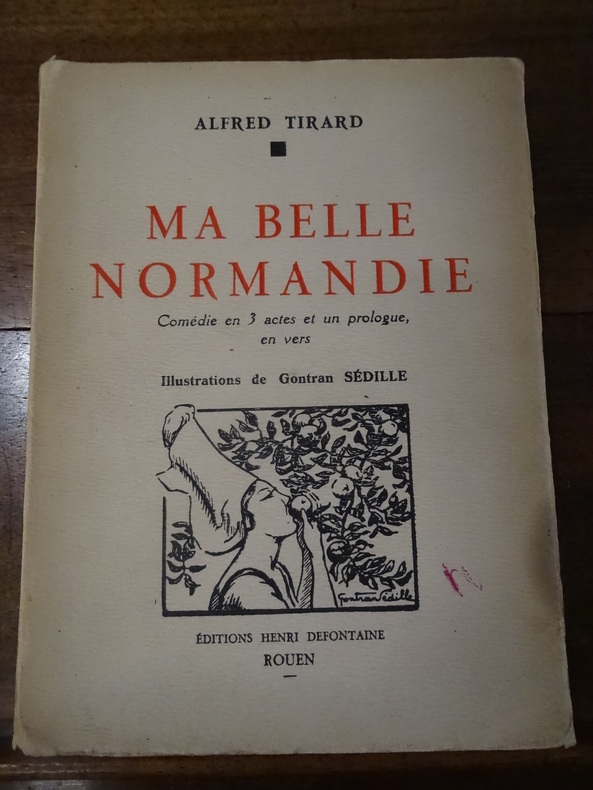 ALFRED TIRARD
MA BELLE
NORMANDIE
Comédie en 3 actes et un prologue,
en vers
Illustrations de Gontran SÉDILLE
Gontran Sédille
ÉDITIONS HENRI DEFONTAINE
ROUEN